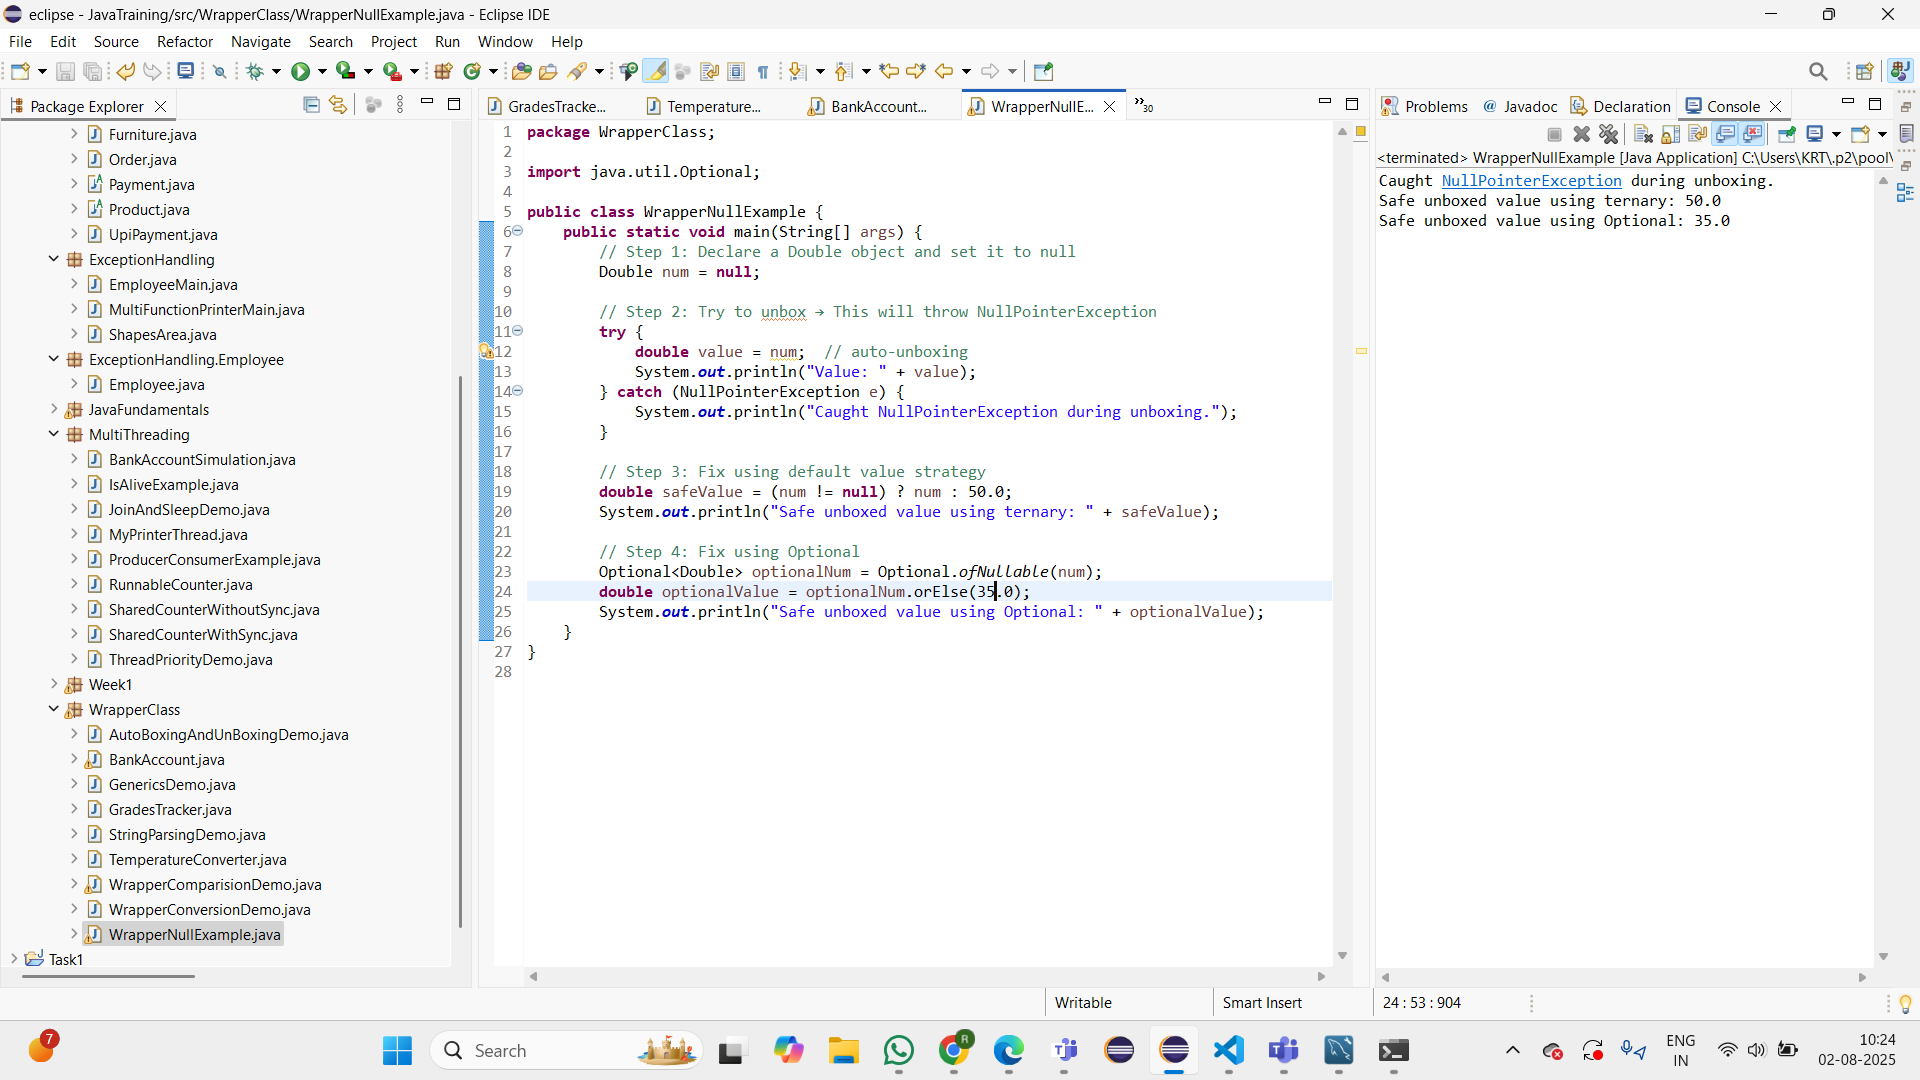 eclipse - JavaTraining/src/WrapperClass/WrapperNullExample.java - Eclipse IDE
File Edit Source Refactor Navigate Search Project Run Window Help
Package Explorer
Furniture.java
Order.java
Payment.java
Product.java
UpiPayment.java
ExceptionHandling
EmployeeMain.java
MultiFunctionPrinterMain.java
ShapesArea.java
ExceptionHandling.Employee
Employee.java
JavaFundamentals
MultiThreading
BankAccountSimulation.java
IsAliveExample.java
JoinAndSleepDemo.java
MyPrinterThread.java
ProducerConsumerExample.java
RunnableCounter.java
SharedCounterWithoutSync.java
SharedCounterWithSync.java
ThreadPriorityDemo.java
Week1
WrapperClass
AutoBoxingAndUnBoxingDemo.java
BankAccount.java
GenericsDemo.java
GradesTracker.java
StringParsingDemo.java
TemperatureConverter.java
WrapperComparisionDemo.java
WrapperConversionDemo.java
WrapperNullExample.java
Task1
GradesTracke... Temperature... BankAccount... WrapperNullE... »30
1 package WrapperClass;
2
3 import java.util.Optional;
4
5 public class WrapperNullExample {
6 public static void main(String[] args) {
7 // Step 1: Declare a Double object and set it to null
8 Double num = null;
9
10 // Step 2: Try to unbox → This will throw NullPointerException
11 try {
12 double value = num; // auto-unboxing
13 System.out.println("Value: " + value);
14 } catch (NullPointerException e) {
15 System.out.println("Caught NullPointerException during unboxing.");
16 }
17
18 // Step 3: Fix using default value strategy
19 double safeValue = (num != null) ? num : 50.0;
20 System.out.println("Safe unboxed value using ternary: " + safeValue);
21
22 // Step 4: Fix using Optional
23 Optional<Double> optionalNum = Optional.ofNullable(num);
24 double optionalValue = optionalNum.orElse(35.0);
25 System.out.println("Safe unboxed value using Optional: " + optionalValue);
26 }
27 }
28
Problems @ Javadoc Declaration Console
<terminated> WrapperNullExample [Java Application] C:\Users\KRT\.p2\pool\
Caught NullPointerException during unboxing.
Safe unboxed value using ternary: 50.0
Safe unboxed value using Optional: 35.0
Writable Smart Insert 24 : 53 : 904
7
Search
R
ENG
IN
10:24
02-08-2025